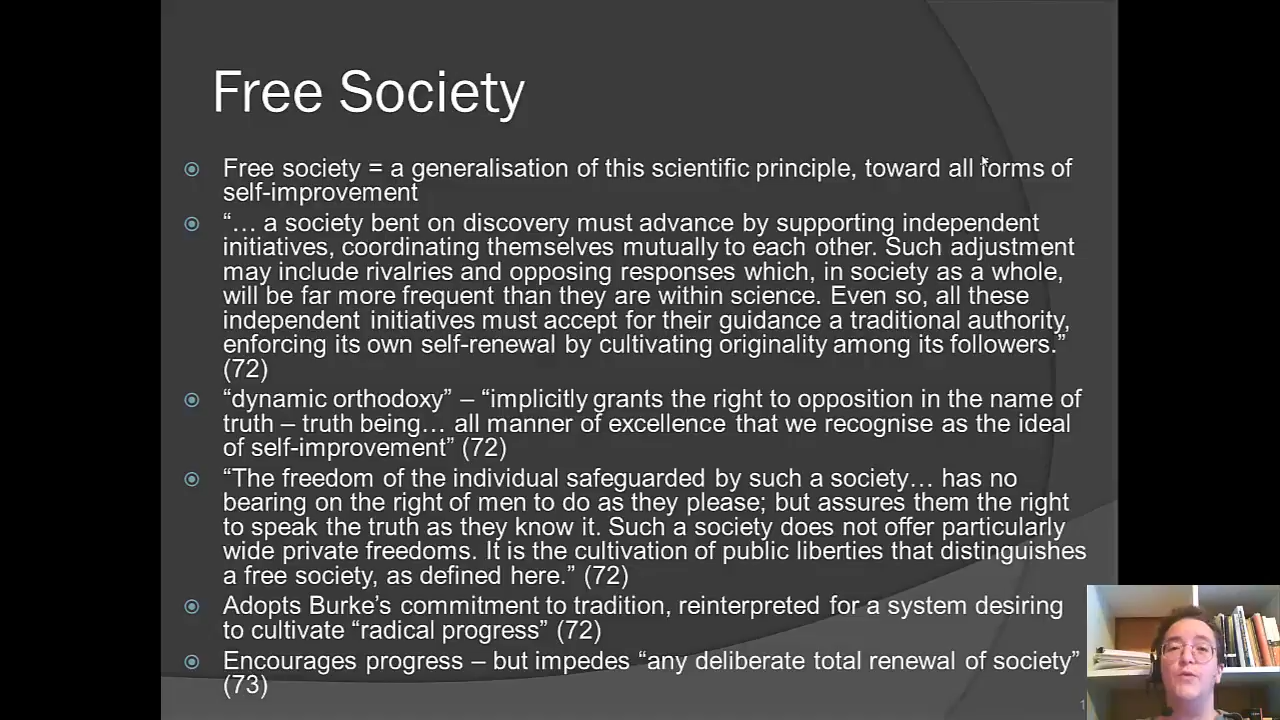 Free Society
Free society = a generalisation of this scientific principle, toward all forms of
self-improvement
“… a society bent on discovery must advance by supporting independent
initiatives, coordinating themselves mutually to each other. Such adjustment
may include rivalries and opposing responses which, in society as a whole,
will be far more frequent than they are within science. Even so, all these
independent initiatives must accept for their guidance a traditional authority,
enforcing its own self-renewal by cultivating originality among its followers.”
(72)
“dynamic orthodoxy” – “implicitly grants the right to opposition in the name of
truth – truth being… all manner of excellence that we recognise as the ideal
of self-improvement” (72)
“The freedom of the individual safeguarded by such a society… has no
bearing on the right of men to do as they please; but assures them the right
to speak the truth as they know it. Such a society does not offer particularly
wide private freedoms. It is the cultivation of public liberties that distinguishes
a free society, as defined here.” (72)
Adopts Burke’s commitment to tradition, reinterpreted for a system desiring
to cultivate “radical progress” (72)
Encourages progress – but impedes “any deliberate total renewal of society”
(73)